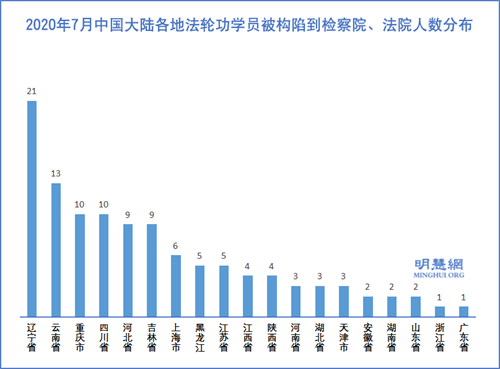 2020年7月中国大陆各地法轮功学员被构陷到检察院、法院人数分布
21
13
10
10
9
9
6
5
5
4
4
3
3
3
2
2
2
1
1
明慧網
MINGHUI.ORG
辽宁省
云南省
重庆市
四川省
河北省
吉林省
上海市
黑龙江
江苏省
江西省
陕西省
河南省
湖北省
天津市
安徽省
湖南省
山东省
浙江省
广东省